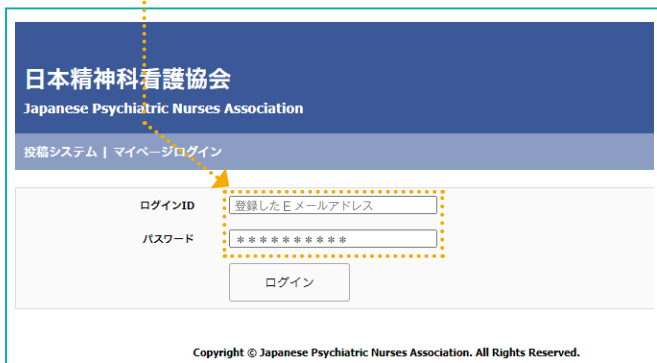 日本精神科看護協会
Japanese Psychiatric Nurses Association
投稿システム | マイページログイン
ログインID
登録したEメールアドレス
パスワード
**********
ログイン
Copyright © Japanese Psychiatric Nurses Association. All Rights Reserved.